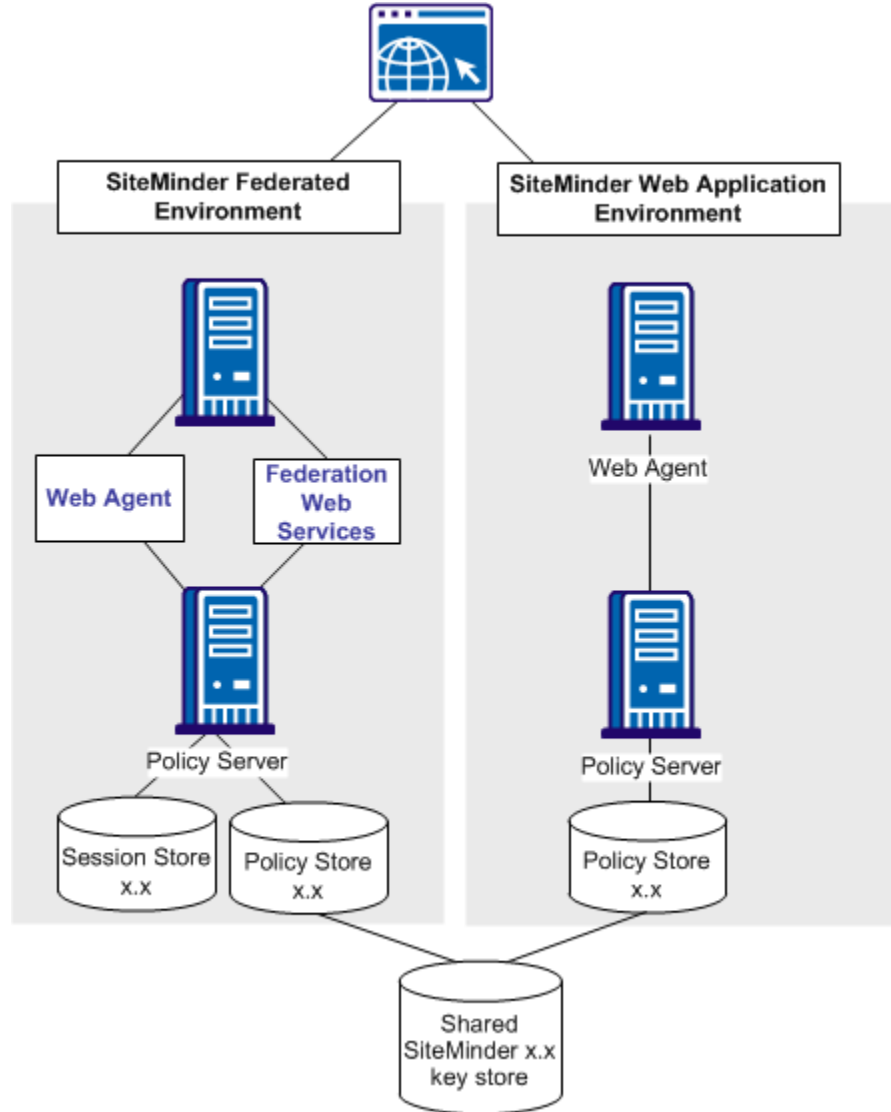 SiteMinder Federated
Environment
SiteMinder Web Application
Environment
Web Agent
Federation
Web
Services
Web Agent
Policy Server
Policy Server
Session Store
x.x
Policy Store
x.x
Policy Store
x.x
Shared
SiteMinder x.x
key store